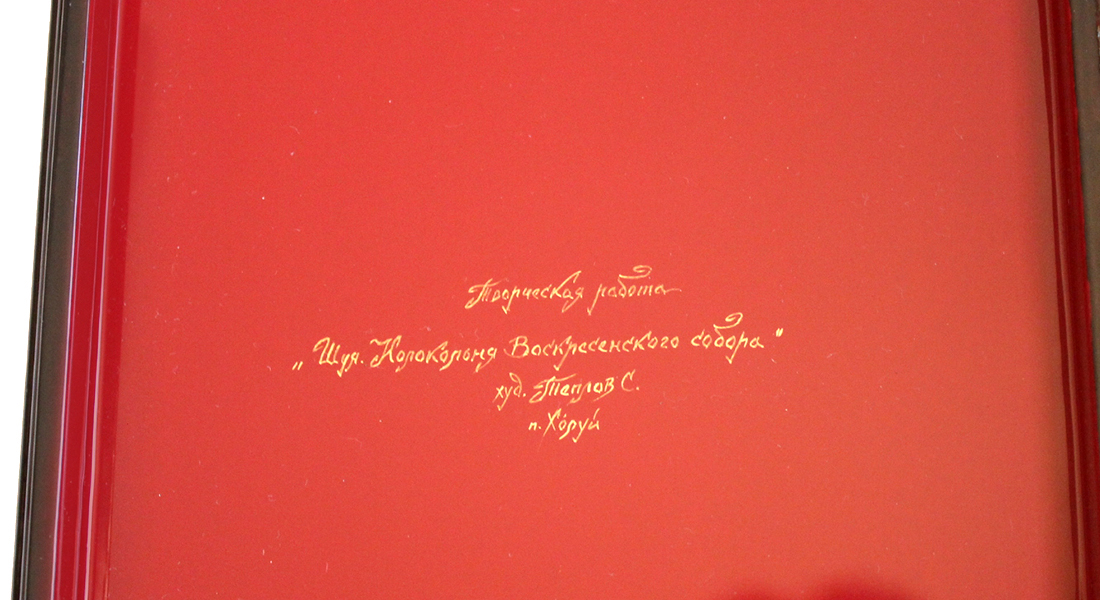 Творческая работа
„Шуя. Колокольня Воскресенского собора"
худ. Теплов С.
п. Холуй